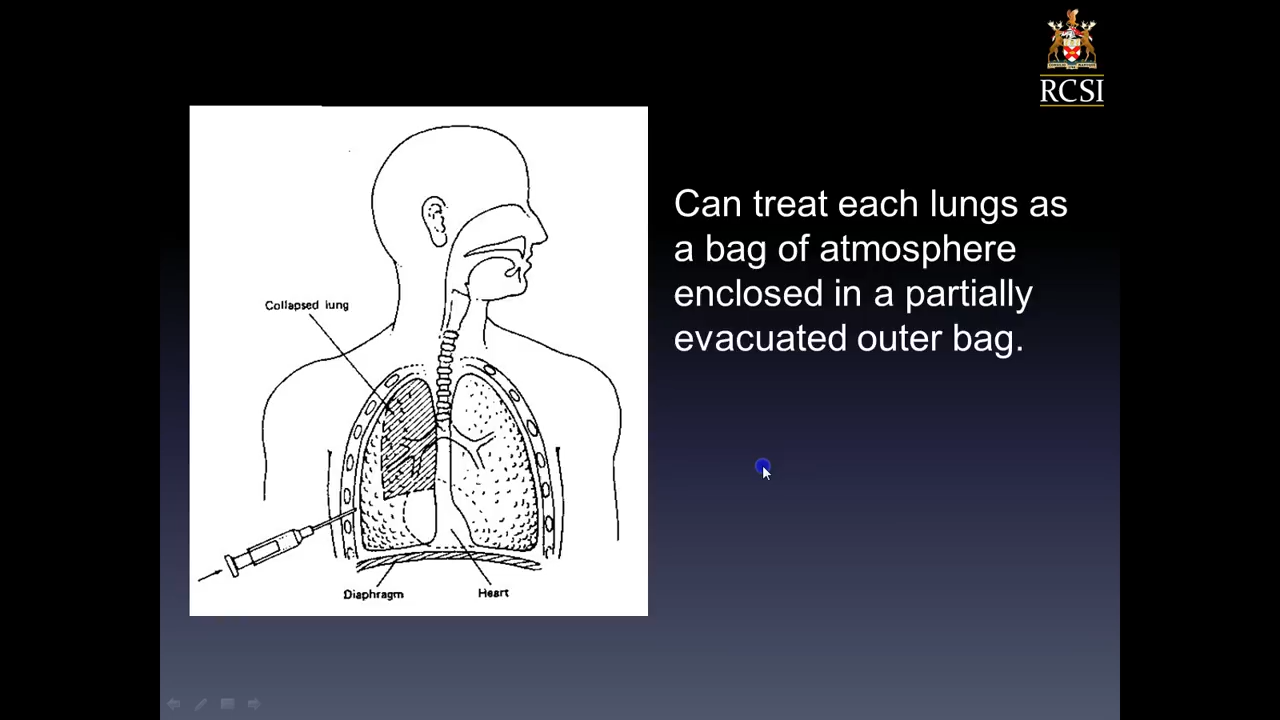 RCSI
Can treat each lungs as
a bag of atmosphere
enclosed in a partially
evacuated outer bag.
Collapsed lung
Diaphragm
Heart